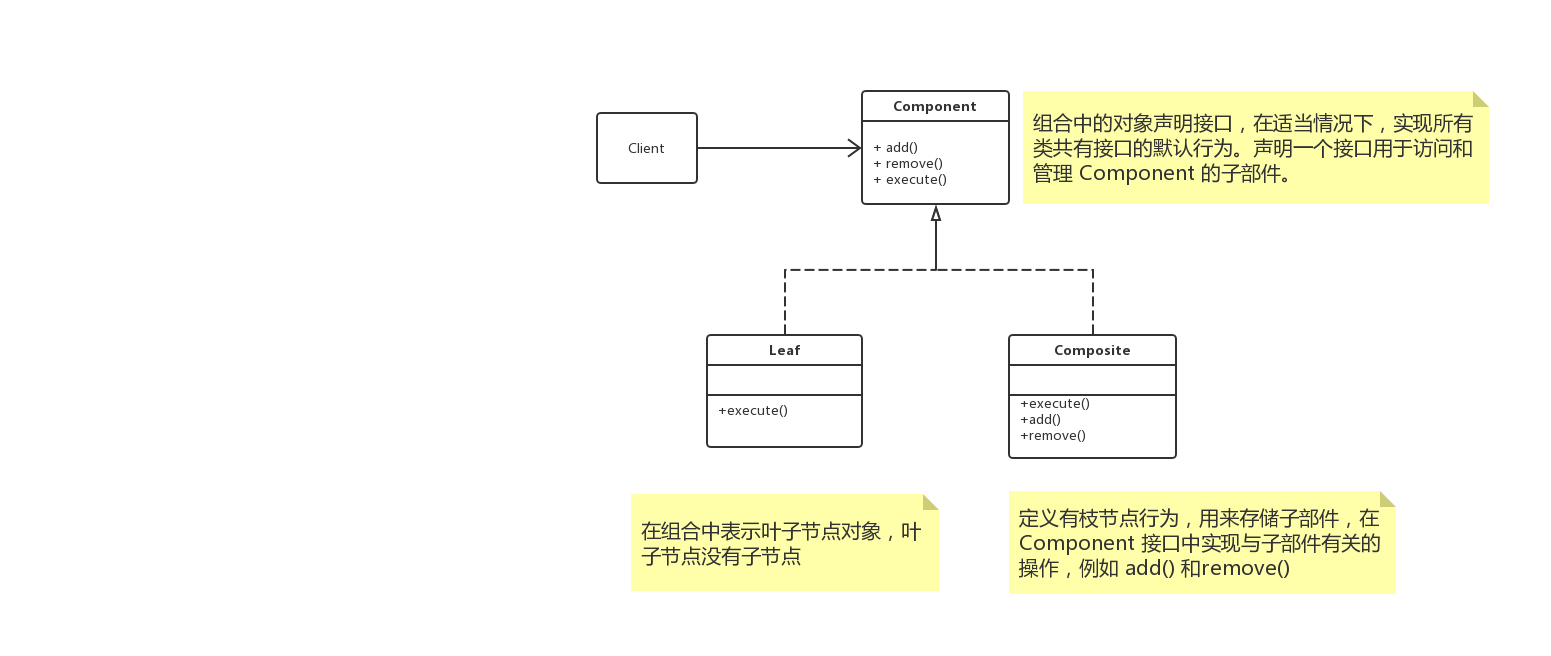 Client
Component
+ add()
+ remove()
+ execute()
组合中的对象声明接口，在适当情况下，实现所有
类共有接口的默认行为。声明一个接口用于访问和
管理 Component 的子部件。
Leaf
+execute()
Composite
+execute()
+add()
+remove()
在组合中表示叶子节点对象，叶
子节点没有子节点
定义有枝节点行为，用来存储子部件，在
Component 接口中实现与子部件有关的
操作，例如 add() 和remove()